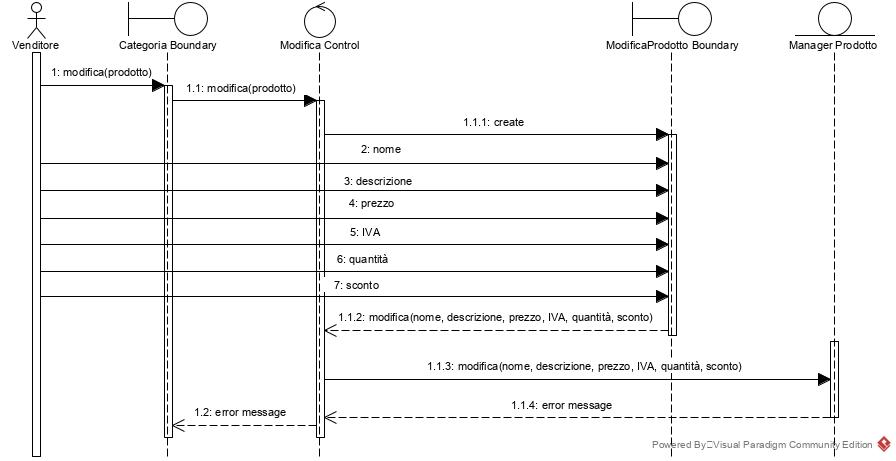 Venditore
Categoria Boundary
Modifica Control
ModificaProdotto Boundary
Manager Prodotto
1: modifica(prodotto)
1.1: modifica(prodotto)
1.1.1: create
2: nome
3: descrizione
4: prezzo
5: IVA
6: quantità
7: sconto
1.1.2: modifica(nome, descrizione, prezzo, IVA, quantità, sconto)
1.1.3: modifica(nome, descrizione, prezzo, IVA, quantità, sconto)
1.1.4: error message
1.2: error message
Powered By Visual Paradigm Community Edition